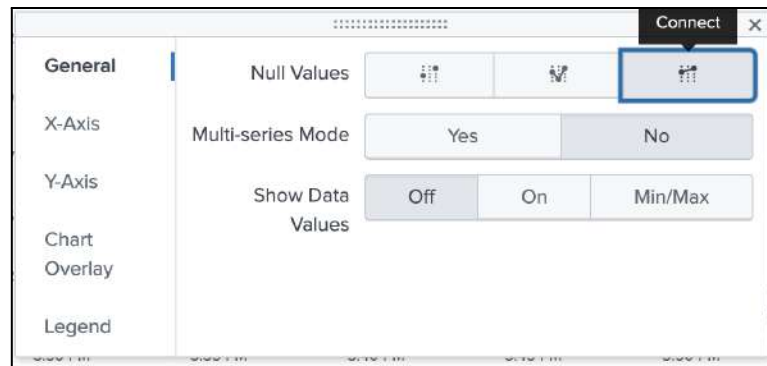 Connect
General
Null Values
X-Axis
Multi-series Mode
Yes
No
Y-Axis
Show Data
Values
Off
On
Min/Max
Chart
Overlay
Legend